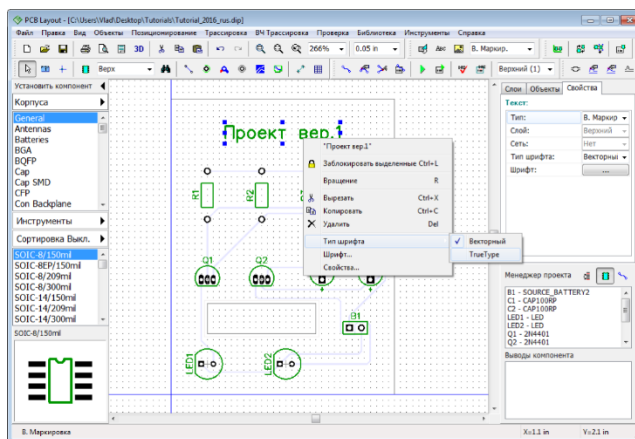 PCB Layout - [C:\Users\Vlad\Desktop\Tutorials\Tutorial_2016_rus.dip]
Файл Правка Вид Объекты Позиционирование Трассировка ВЧ Трассировка Проверка Библиотека Инструменты Справка
3D 266% 0.05 in Abc В. Маркир.
Верх Верхний (1)
Установить компонент
Корпуса
General
Antennas
Batteres
BGA
BQFP
Cap
Cap SMD
CFP
Con Backplane
Инструменты
Сортировка Выкл.
SOIC-8/150mil
SOIC-8EP/150mil
SOIC-8/209mil
SOIC-8/300mil
SOIC-14/150mil
SOIC-14/209mil
SOIC-14/300mil
SOIC-8/150mil
Проект вер.1
R1
R2
Q1
Q2
B1
LED1
LED2
"Проект вер.1"
Заблокировать выделенные Ctrl+L
Вращение R
Вырезать Ctrl+X
Копировать Ctrl+C
Удалить Del
Тип шрифта
Шрифт...
Свойства...
Векторный
TrueType
Слои Объекты Свойства
Текст:
Тип: В. Маркир
Слой: Верхний
Сеть: Нет
Тип шрифта: Векторны
Шрифт: ...
Менеджер проекта
B1 - SOURCE_BATTERY2
C1 - CAP100RP
C2 - CAP100RP
LED1 - LED
LED2 - LED
Q1 - 2N4401
Q2 - 2N4401
Выводы компонента
В. Маркировка
X=1.1 in Y=2.1 in